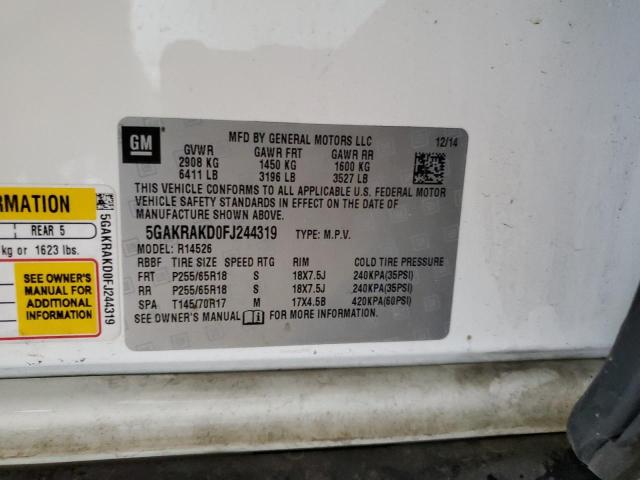 GM
MFD BY GENERAL MOTORS LLC 12/14
GVWR GAWR FRT GAWR RR
2908 KG 1450 KG 1600 KG
6411 LB 3196 LB 3527 LB
THIS VEHICLE CONFORMS TO ALL APPLICABLE U.S. FEDERAL MOTOR
VEHICLE SAFETY STANDARDS IN EFFECT ON THE DATE OF
MANUFACTURE SHOWN ABOVE.
5GAKRAKD0FJ244319 TYPE: M.P.V.
MODEL: R14526
RBBF TIRE SIZE SPEED RTG RIM COLD TIRE PRESSURE
FRT P255/65R18 S 18X7.5J 240KPA(35PSI)
RR P255/65R18 S 18X7.5J 240KPA(35PSI)
SPA T145/70R17 M 17X4.5B 420KPA(60PSI)
SEE OWNER'S MANUAL FOR MORE INFORMATION.
REAR 5
kg or 1623 lbs.
SEE OWNER'S
MANUAL FOR
ADDITIONAL
INFORMATION
5GAKRAKD0FJ244319